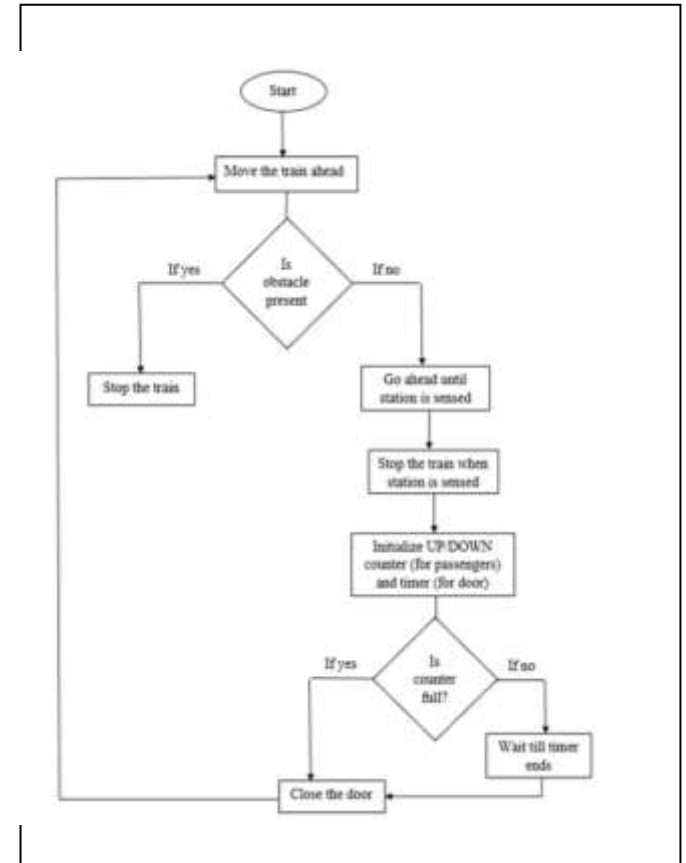 Start
Move the train ahead
Is
obstacle
present
If yes
If no
Stop the train
Go ahead until
station is sensed
Stop the train when
station is sensed
Initialize UP/DOWN
counter (for passengers)
and timer (for door)
Is
counter
full?
If yes
If no
Wait till timer
ends
Close the door